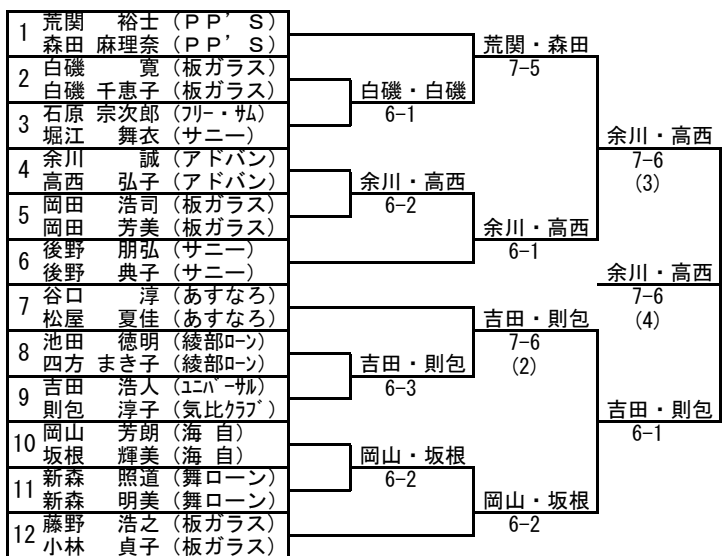 1 荒関 裕士（ＰＰ’Ｓ）
森田 麻理奈（ＰＰ’Ｓ）
2 白磯 寛（板ガラス）
白磯 千恵子（板ガラス）
3 石原 宗次郎（ﾌﾘｰ・ｻﾑ）
堀江 舞衣（サニー）
4 余川 誠（アドバン）
高西 弘子（アドバン）
5 岡田 浩司（板ガラス）
岡田 芳美（板ガラス）
6 後野 朋弘（サニー）
後野 典子（サニー）
7 谷口 淳（あすなろ）
松屋 夏佳（あすなろ）
8 池田 徳明（綾部ﾛｰﾝ）
四方 まき子（綾部ﾛｰﾝ）
9 吉田 浩人（ﾕﾆﾊﾞｰｻﾙ）
則包 淳子（気比ｸﾗﾌﾞ）
10 岡山 芳朗（海 自）
坂根 輝美（海 自）
11 新森 照道（舞ローン）
新森 明美（舞ローン）
12 藤野 浩之（板ガラス）
小林 貞子（板ガラス）
白磯・白磯
6-1
余川・高西
6-2
吉田・則包
6-3
岡山・坂根
6-2
荒関・森田
7-5
余川・高西
6-1
吉田・則包
7-6
(2)
岡山・坂根
6-2
余川・高西
7-6
(3)
吉田・則包
6-1
余川・高西
7-6
(4)